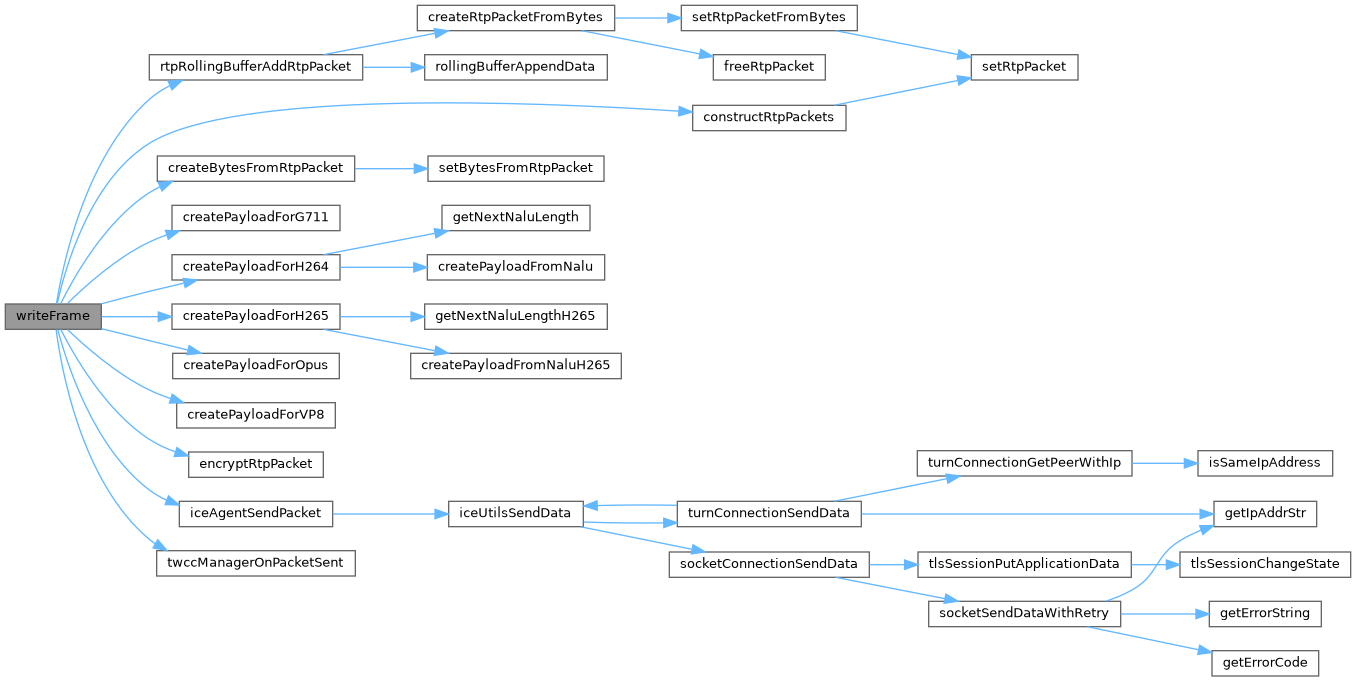 createRtpPacketFromBytes
setRtpPacketFromBytes
rtpRollingBufferAddRtpPacket
rollingBufferAppendData
freeRtpPacket
setRtpPacket
constructRtpPackets
createBytesFromRtpPacket
setBytesFromRtpPacket
createPayloadForG711
getNextNaluLength
createPayloadForH264
createPayloadFromNalu
writeFrame
createPayloadForH265
getNextNaluLengthH265
createPayloadForOpus
createPayloadFromNaluH265
createPayloadForVP8
encryptRtpPacket
turnConnectionGetPeerWithIp
isSameIpAddress
iceAgentSendPacket
iceUtilsSendData
turnConnectionSendData
getIpAddrStr
twccManagerOnPacketSent
socketConnectionSendData
tlsSessionPutApplicationData
tlsSessionChangeState
socketSendDataWithRetry
getErrorString
getErrorCode